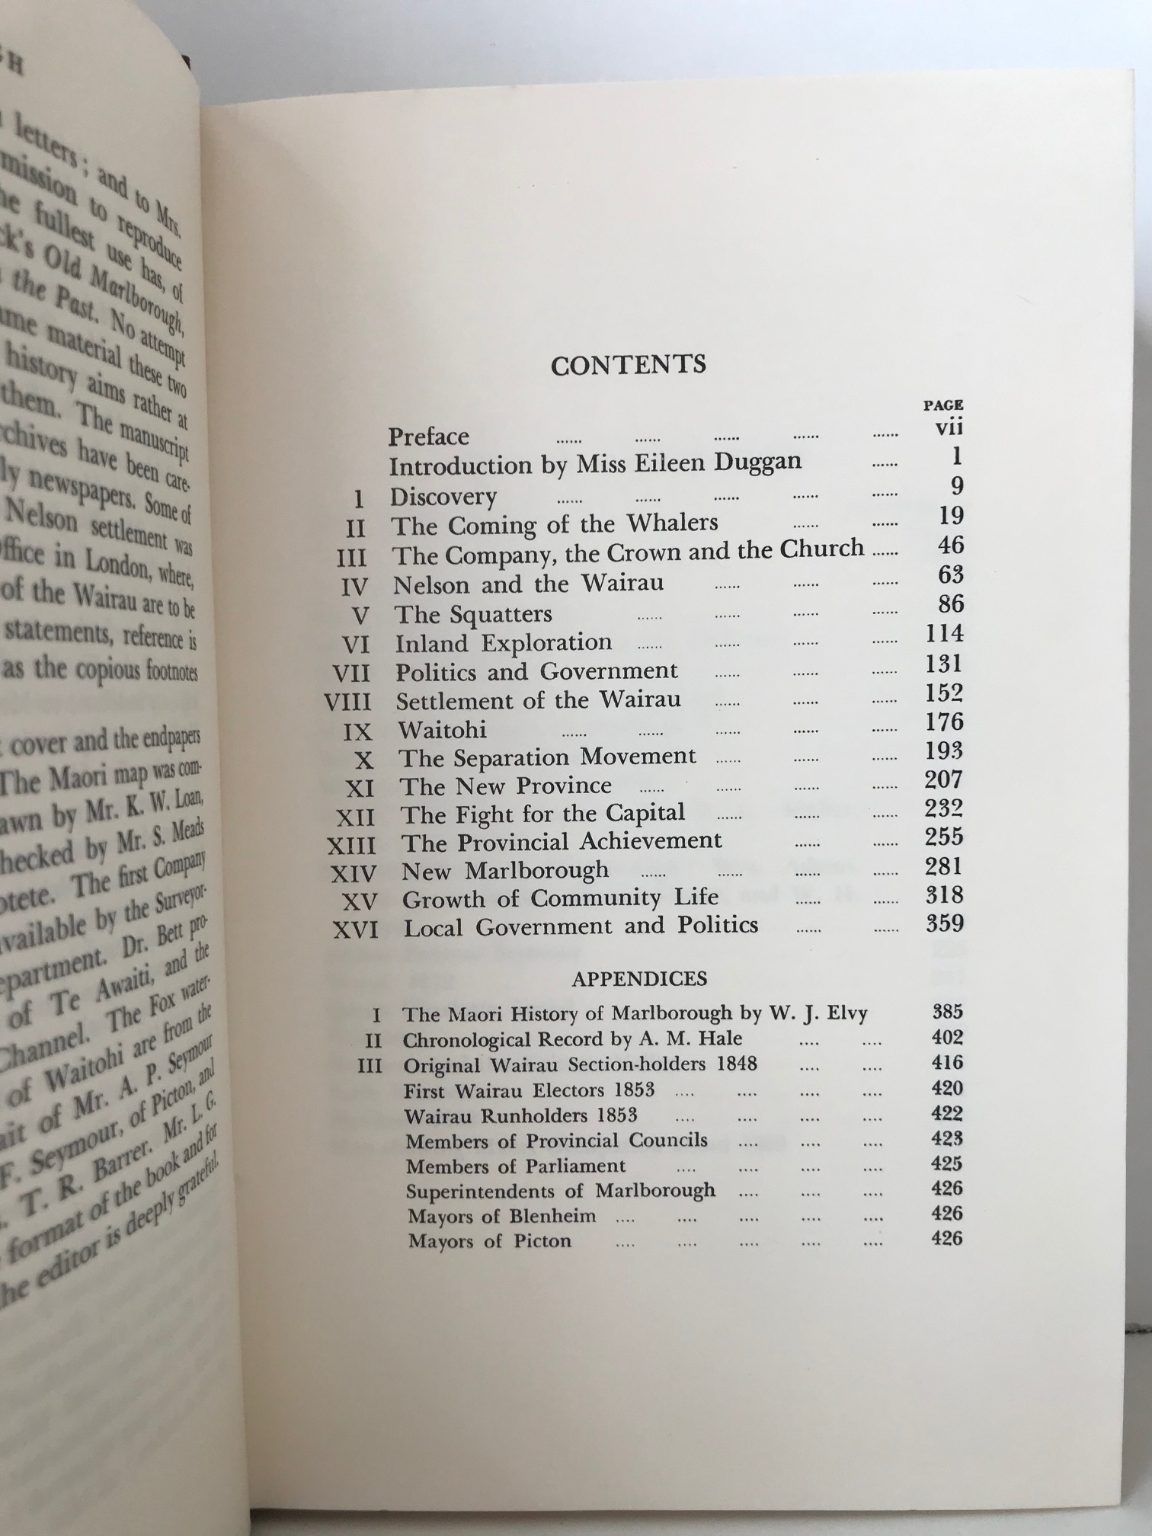 GH
letters ; and to Mrs.
mission to reproduce
he fullest use has, of
ck's Old Marlborough,
the Past. No attempt
ame material these two
history aims rather at
them. The manuscript
chives have been care-
ly newspapers. Some of
Nelson settlement was
Office in London, where,
of the Wairau are to be
statements, reference is
as the copious footnotes
cover and the endpapers
The Maori map was com-
awn by Mr. K. W. Loan,
hecked by Mr. S. Meads
otete. The first Company
available by the Surveyor-
epartment. Dr. Bett pro-
of Te Awaiti, and the
Channel. The Fox water-
of Waitohi are from the
ait of Mr. A. P. Seymour
F. Seymour, of Picton, and
T. R. Barrer. Mr. L. G.
format of the book and for
he editor is deeply grateful.
CONTENTS
PAGE
Preface ...... ...... ...... ...... ...... vii
Introduction by Miss Eileen Duggan ...... 1
I Discovery ...... ...... ...... ...... ...... 9
II The Coming of the Whalers ...... ...... 19
III The Company, the Crown and the Church ...... 46
IV Nelson and the Wairau ...... ...... ...... 63
V The Squatters ...... ...... ...... ...... 86
VI Inland Exploration ...... ...... ...... ...... 114
VII Politics and Government ...... ...... ...... 131
VIII Settlement of the Wairau ...... ...... ...... 152
IX Waitohi ...... ...... ...... ...... ...... 176
X The Separation Movement ...... ...... ...... 193
XI The New Province ...... ...... ...... ...... 207
XII The Fight for the Capital ...... ...... ...... 232
XIII The Provincial Achievement ...... ...... 255
XIV New Marlborough ...... ...... ...... ...... 281
XV Growth of Community Life ...... ...... 318
XVI Local Government and Politics ...... ...... 359
APPENDICES
I The Maori History of Marlborough by W. J. Elvy 385
II Chronological Record by A. M. Hale .... .... 402
III Original Wairau Section-holders 1848 .... .... 416
First Wairau Electors 1853 .... .... .... .... 420
Wairau Runholders 1853 .... .... .... .... 422
Members of Provincial Councils .... .... .... 423
Members of Parliament .... .... .... .... 425
Superintendents of Marlborough .... .... .... 426
Mayors of Blenheim .... .... .... .... .... 426
Mayors of Picton .... .... .... .... .... 426